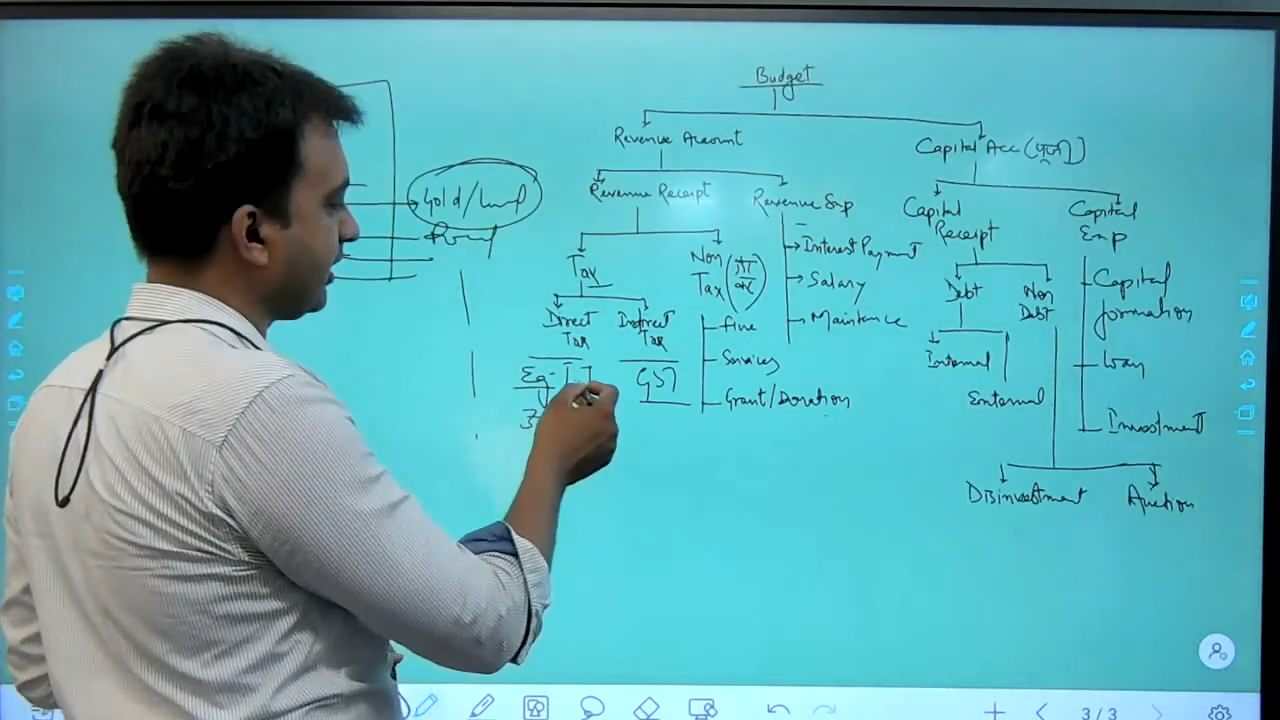 Budget
Revenue Account
Capital Acc (पूंजी)
Revenue Receipt
Revenue Exp
Capital
Receipt
Capital
Exp
Gold/
Tax
Non
Tax
Interest Payment
Salary
Maintence
Debt
Non
Debt
Capital
formation
Loan
Investment
Direct
Tax
Indirect
Tax
fine
Services
Grant/Donation
Internal
External
Eg-
GST
Disinvestment
Auction
3/3